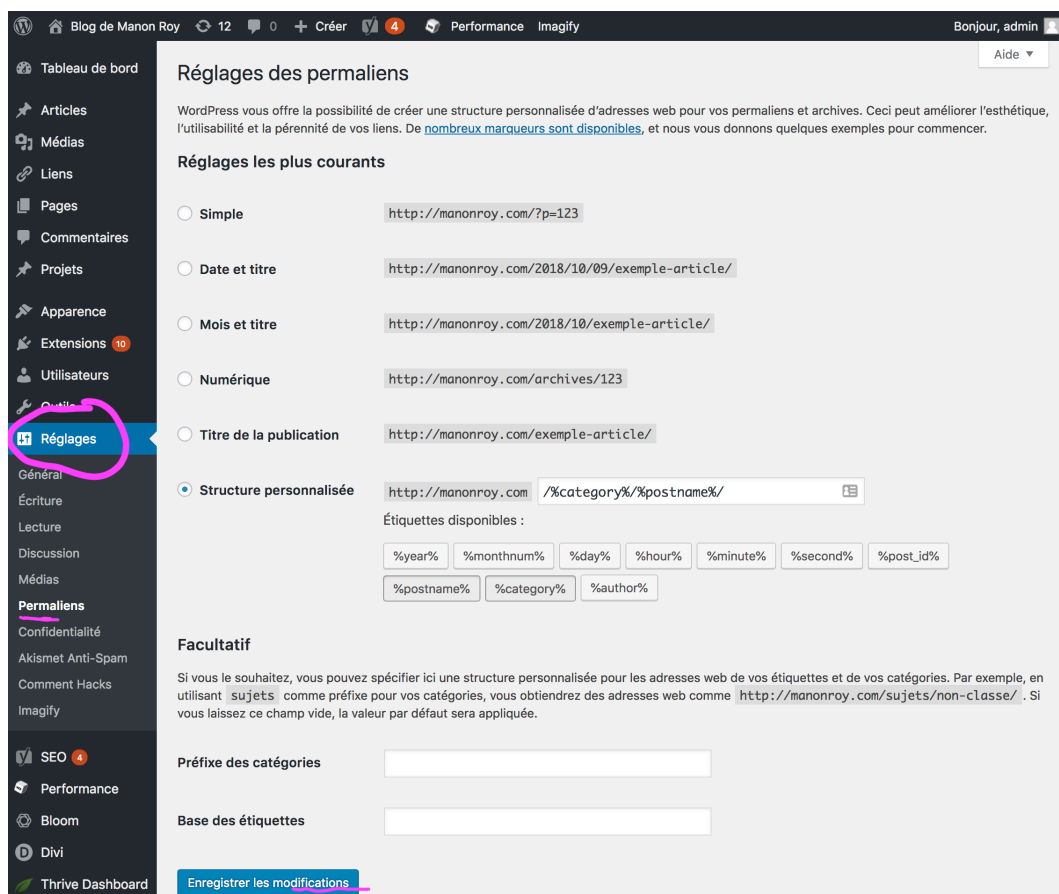 Blog de Manon Roy 12 0 + Créer 4 Performance Imagify Bonjour, admin
Aide ▼
Tableau de bord
Articles
Médias
Liens
Pages
Commentaires
Projets
Apparence
Extensions 10
Utilisateurs
Outils
Réglages
Général
Écriture
Lecture
Discussion
Médias
Permaliens
Confidentialité
Akismet Anti-Spam
Comment Hacks
Imagify
SEO 4
Performance
Bloom
Divi
Thrive Dashboard
Réglages des permaliens
WordPress vous offre la possibilité de créer une structure personnalisée d'adresses web pour vos permaliens et archives. Ceci peut améliorer l'esthétique,
l'utilisabilité et la pérennité de vos liens. De nombreux marqueurs sont disponibles, et nous vous donnons quelques exemples pour commencer.
Réglages les plus courants
Simple http://manonroy.com/?p=123
Date et titre http://manonroy.com/2018/10/09/exemple-article/
Mois et titre http://manonroy.com/2018/10/exemple-article/
Numérique http://manonroy.com/archives/123
Titre de la publication http://manonroy.com/exemple-article/
Structure personnalisée http://manonroy.com /%category%/%postname%/
Étiquettes disponibles :
%year% %monthnum% %day% %hour% %minute% %second% %post_id%
%postname% %category% %author%
Facultatif
Si vous le souhaitez, vous pouvez spécifier ici une structure personnalisée pour les adresses web de vos étiquettes et de vos catégories. Par exemple, en
utilisant sujets comme préfixe pour vos catégories, vous obtiendrez des adresses web comme http://manonroy.com/sujets/non-classe/ . Si
vous laissez ce champ vide, la valeur par défaut sera appliquée.
Préfixe des catégories
Base des étiquettes
Enregistrer les modifications